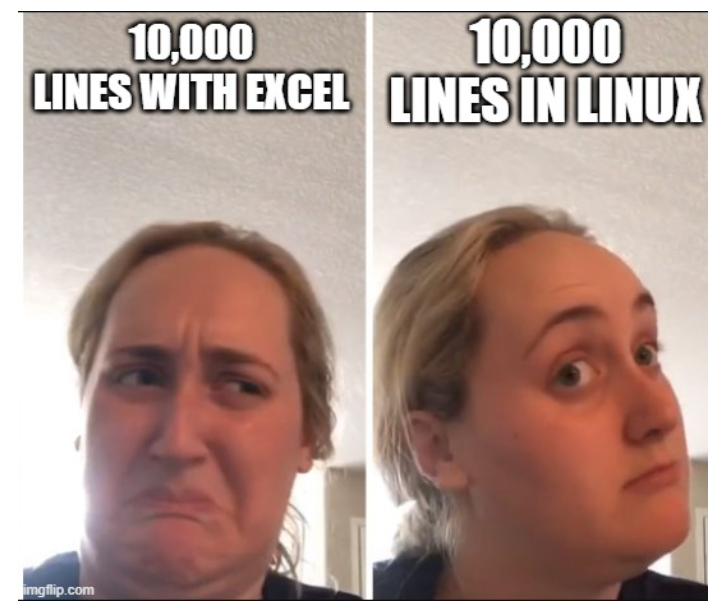 10,000
LINES WITH EXCEL
10,000
LINES IN LINUX
imgflip.com